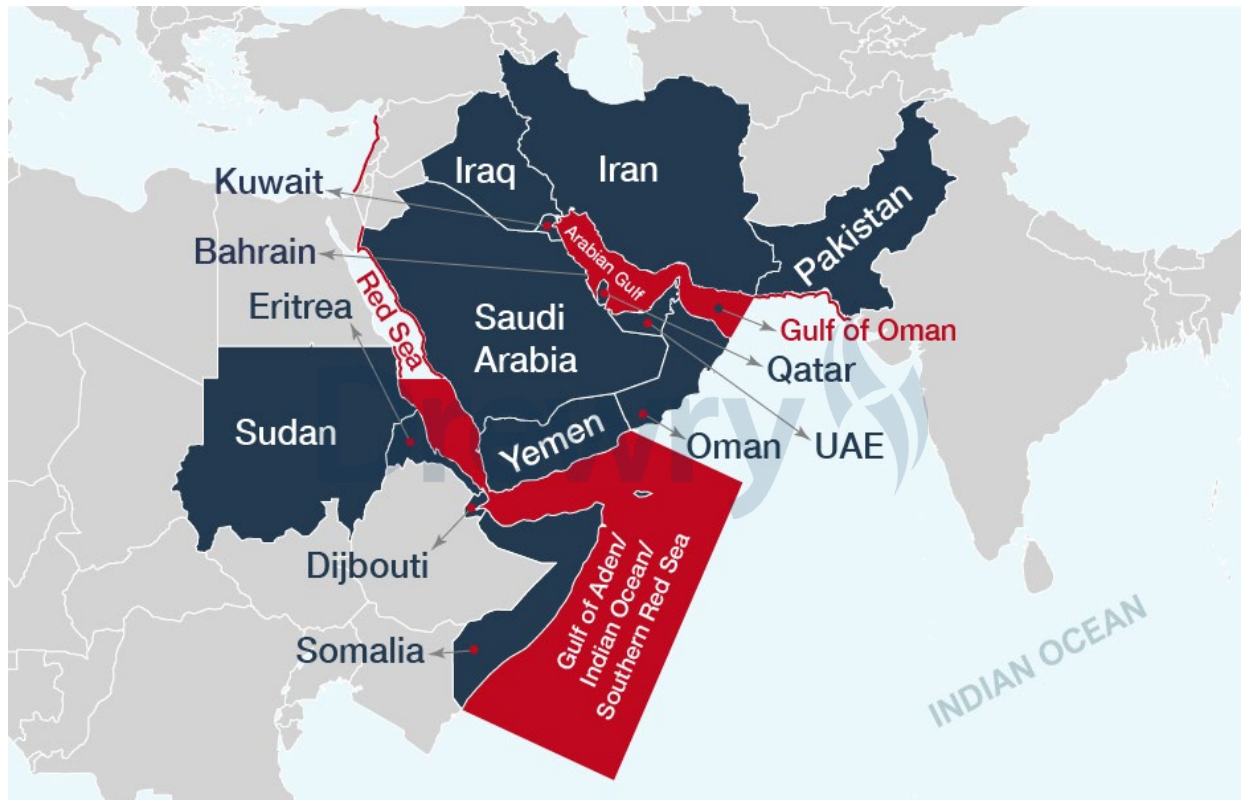 Iraq
Iran
Kuwait
Pakistan
Bahrain
Arabian Gulf
Eritrea
Red Sea
Saudi
Arabia
Gulf of Oman
Qatar
Sudan
Yemen
Oman
UAE
Drewry
Dijbouti
Gulf of Aden/
Indian Ocean/
Southern Red Sea
Somalia
INDIAN OCEAN